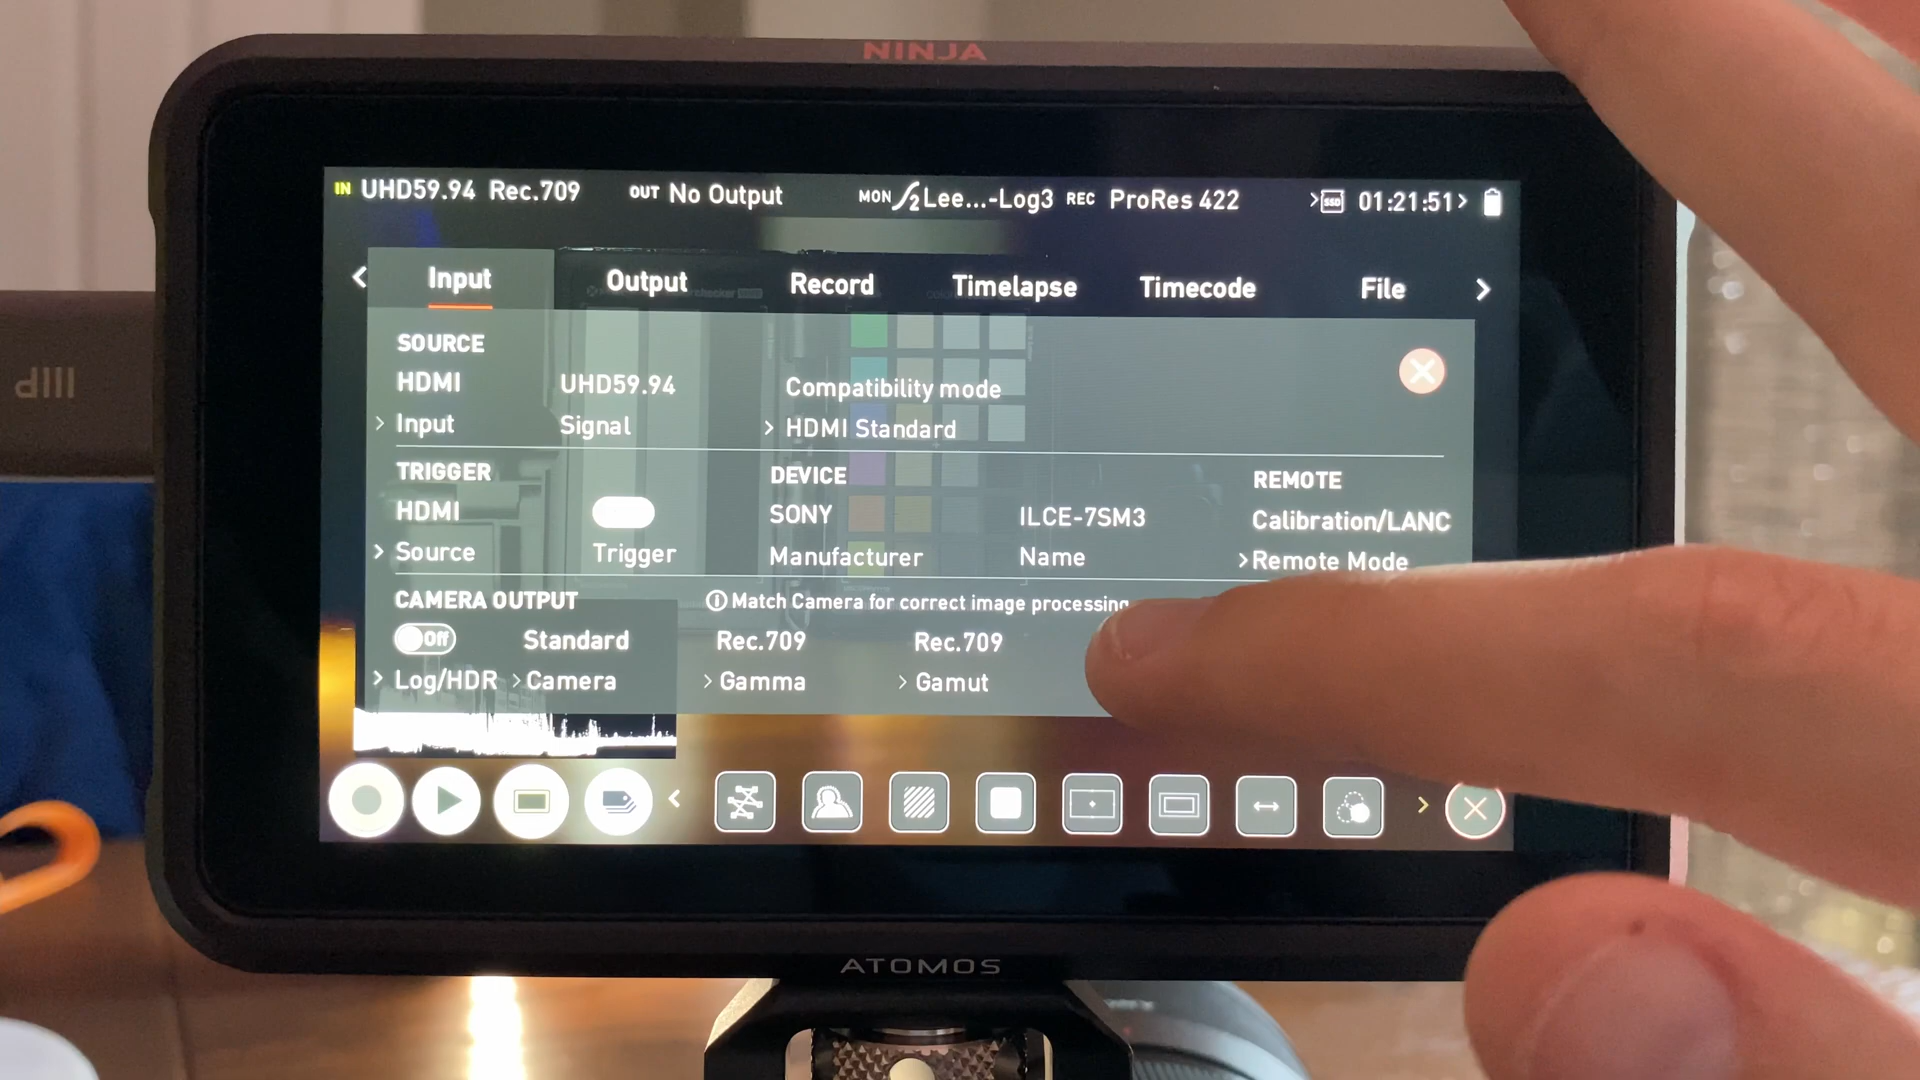 NINJA
IN UHD59.94 Rec.709 OUT No Output MON Lee...-Log3 REC ProRes 422 SSD 01:21:51
Input Output Record Timelapse Timecode File
SOURCE
HDMI UHD59.94 Compatibility mode
Input Signal HDMI Standard
TRIGGER DEVICE REMOTE
HDMI SONY ILCE-7SM3 Calibration/LANC
Source Trigger Manufacturer Name Remote Mode
CAMERA OUTPUT Match Camera for correct image processing
Off Standard Rec.709 Rec.709
Log/HDR Camera Gamma Gamut
ATOMOS